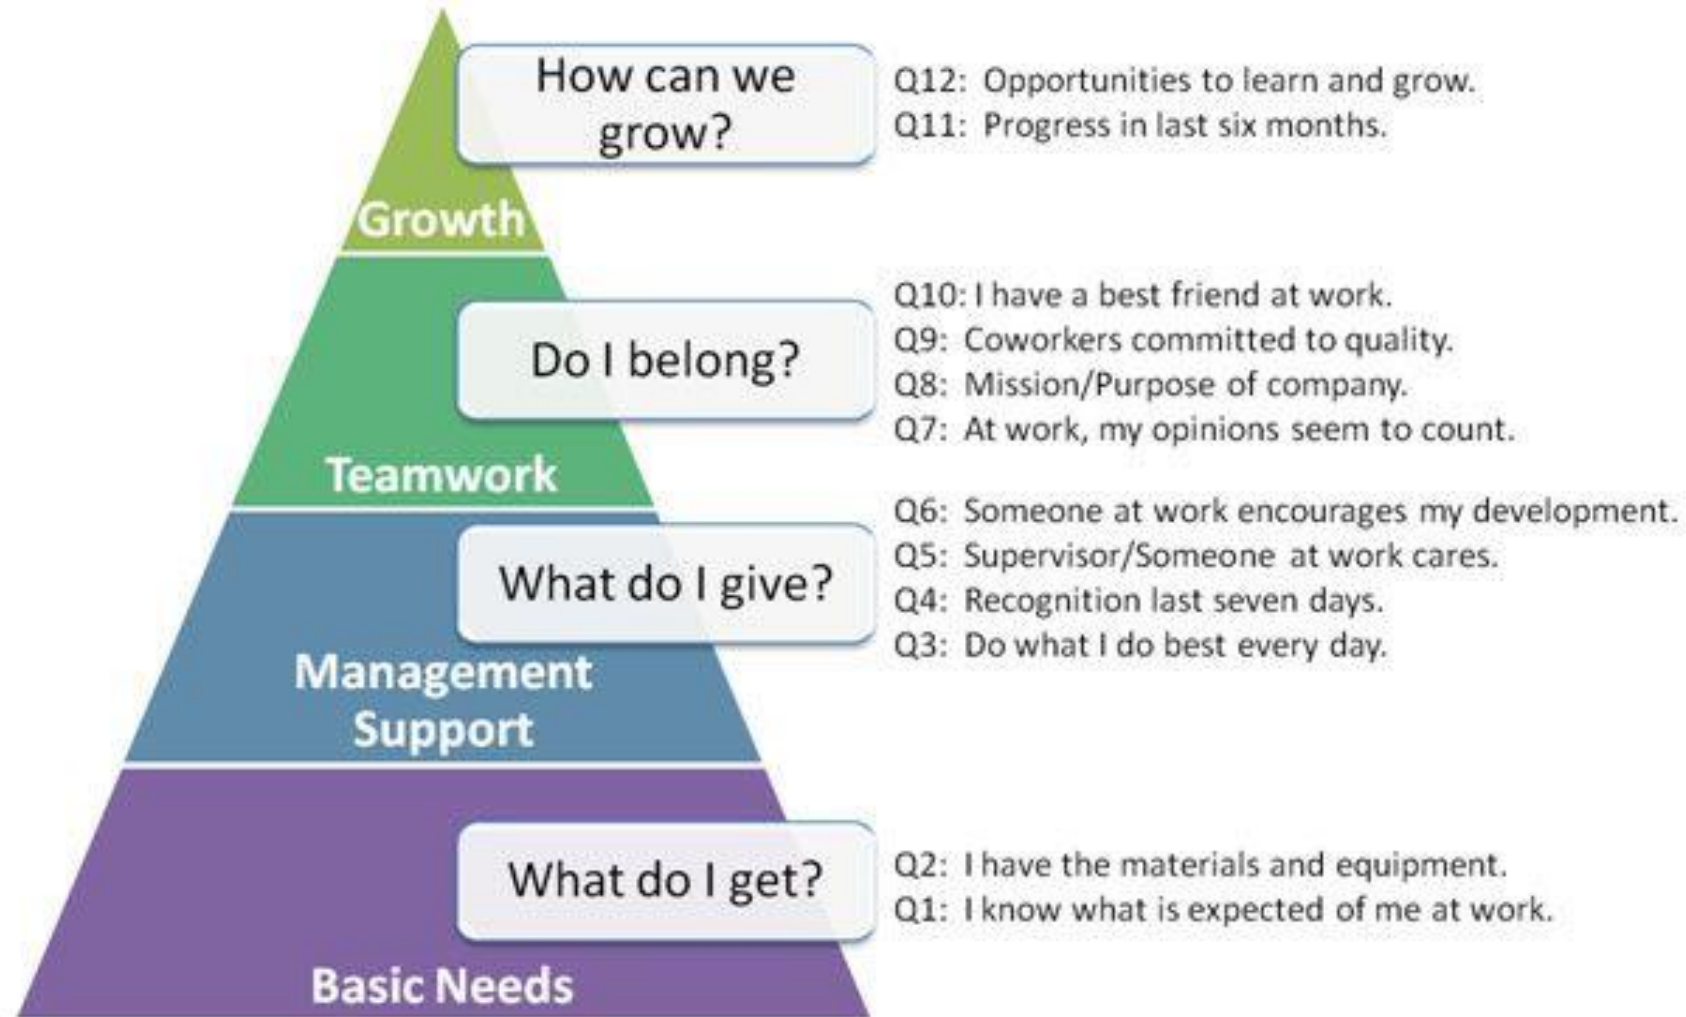 How can we
grow?
Q12: Opportunities to learn and grow.
Q11: Progress in last six months.
Growth
Do I belong?
Q10: I have a best friend at work.
Q9: Coworkers committed to quality.
Q8: Mission/Purpose of company.
Q7: At work, my opinions seem to count.
Teamwork
What do I give?
Q6: Someone at work encourages my development.
Q5: Supervisor/Someone at work cares.
Q4: Recognition last seven days.
Q3: Do what I do best every day.
Management
Support
What do I get?
Q2: I have the materials and equipment.
Q1: I know what is expected of me at work.
Basic Needs